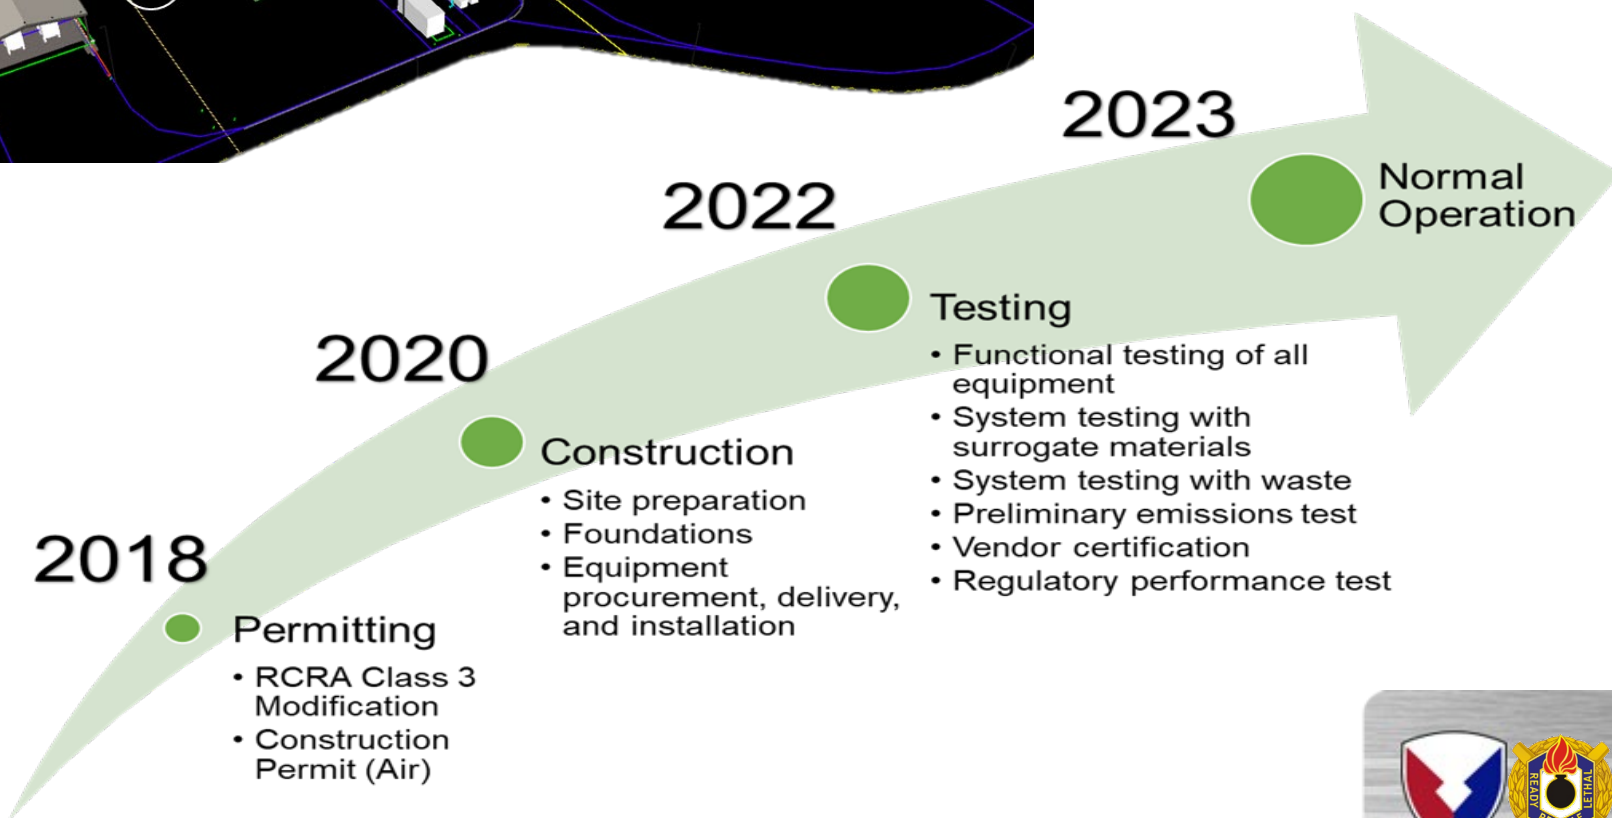 2018
Permitting
• RCRA Class 3
Modification
• Construction
Permit (Air)
2020
Construction
• Site preparation
• Foundations
• Equipment
procurement, delivery,
and installation
2022
Testing
• Functional testing of all
equipment
• System testing with
surrogate materials
• System testing with waste
• Preliminary emissions test
• Vendor certification
• Regulatory performance test
2023
Normal
Operation
READY
LETHAL